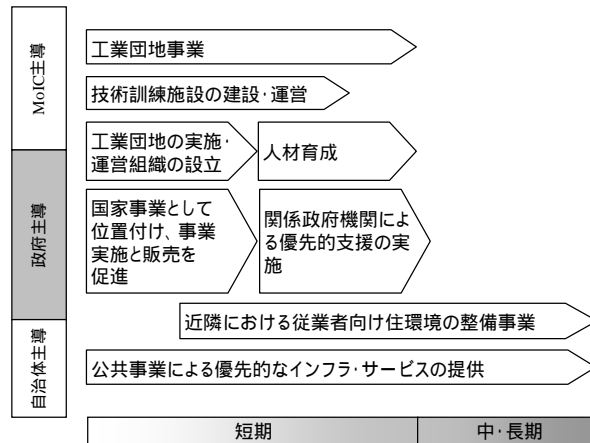 MoIC主導
工業団地事業
技術訓練施設の建設･運営
工業団地の実施･
運営組織の設立
人材育成
政府主導
国家事業として
位置付け、事業
実施と販売を
促進
関係政府機関によ
る優先的支援の実
施
近隣における従業者向け住環境の整備事業
自治体主導
公共事業による優先的なインフラ･サービスの提供
短期
中･長期